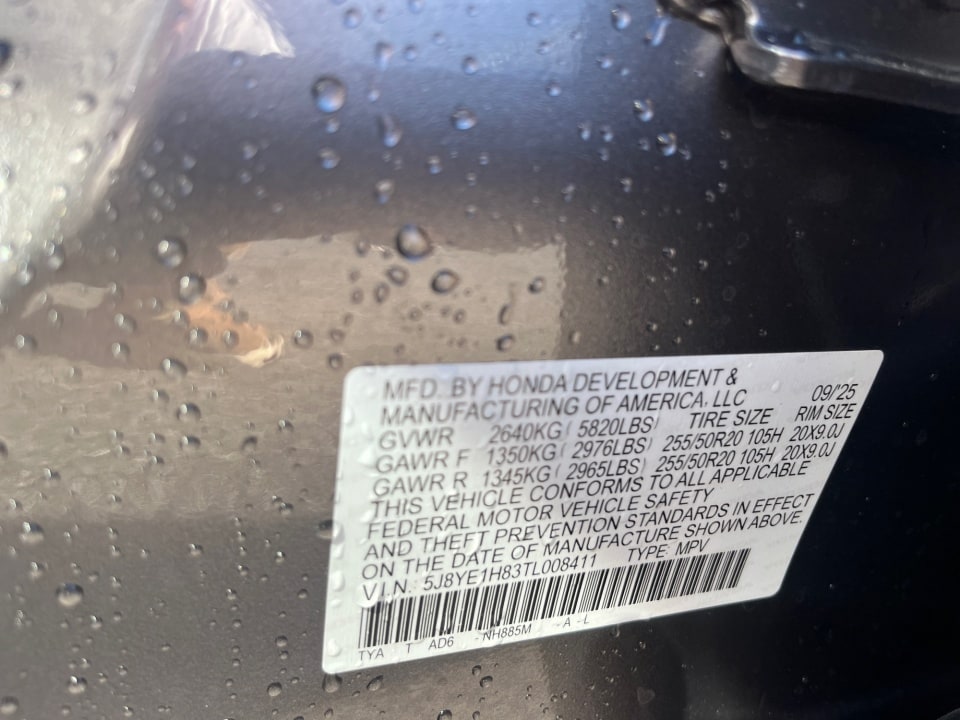 MFD. BY HONDA DEVELOPMENT &
MANUFACTURING OF AMERICA, LLC 09/'25
GVWR 2640KG ( 5820LBS) TIRE SIZE RIM SIZE
GAWR F 1350KG ( 2976LBS) 255/50R20 105H 20X9.0J
GAWR R 1345KG ( 2965LBS) 255/50R20 105H 20X9.0J
THIS VEHICLE CONFORMS TO ALL APPLICABLE
FEDERAL MOTOR VEHICLE SAFETY
AND THEFT PREVENTION STANDARDS IN EFFECT
ON THE DATE OF MANUFACTURE SHOWN ABOVE.
V.I.N.: 5J8YE1H83TL008411 TYPE: MPV
TYA T AD6 - NH885M - A - L